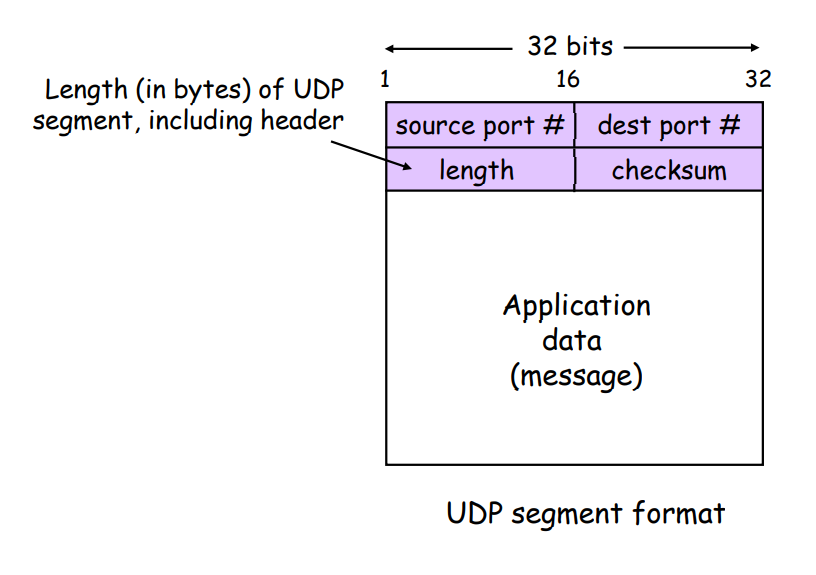 32 bits
1 16 32
Length (in bytes) of UDP
segment, including header
source port # dest port #
length checksum
Application
data
(message)
UDP segment format